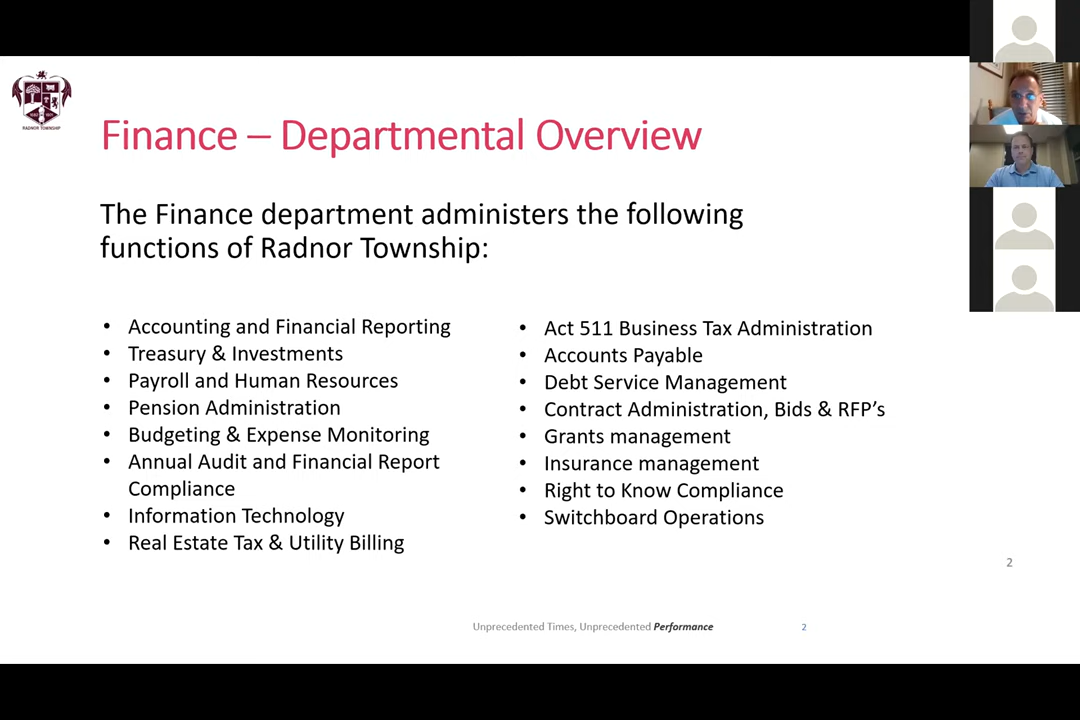 RADNOR TOWNSHIP
Finance – Departmental Overview
The Finance department administers the following
functions of Radnor Township:
• Accounting and Financial Reporting
• Treasury & Investments
• Payroll and Human Resources
• Pension Administration
• Budgeting & Expense Monitoring
• Annual Audit and Financial Report
Compliance
• Information Technology
• Real Estate Tax & Utility Billing
• Act 511 Business Tax Administration
• Accounts Payable
• Debt Service Management
• Contract Administration, Bids & RFP’s
• Grants management
• Insurance management
• Right to Know Compliance
• Switchboard Operations
2
Unprecedented Times, Unprecedented Performance
2